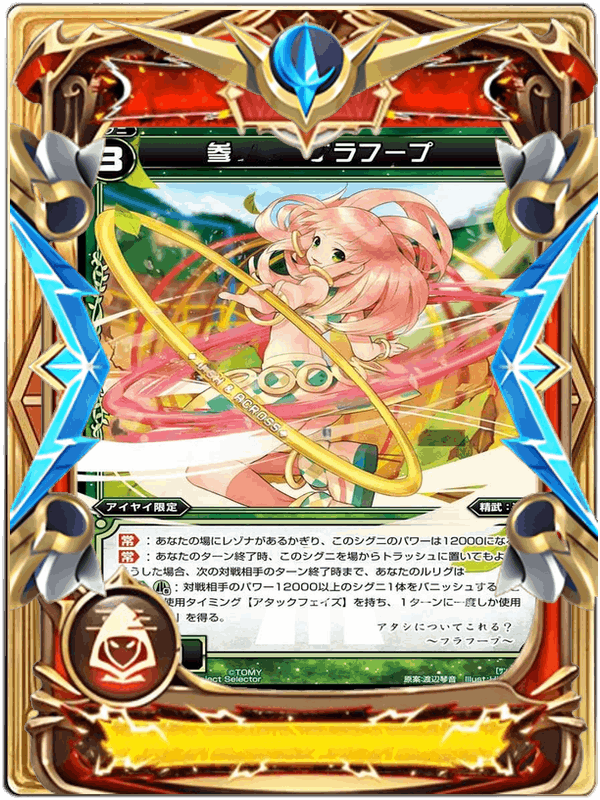 3
参 ラフープ
アイヤイ限定
精武:
常:あなたの場にレゾナがあるかぎり、このシグニのパワーは12000にな
常:あなたのターン終了時、このシグニを場からトラッシュに置いてもよ
うした場合、次の対戦相手のターン終了時まで、あなたのルリグは
:対戦相手のパワー12000以上のシグニ1体をバニッシュする
使用タイミング【アタックフェイズ】を持ち、1ターンに一度しか使用
」を得る。
アタシについてこれる?
~フラフープ~
©TOMY
lect Selector
原案:渡辺琴音 Illust: